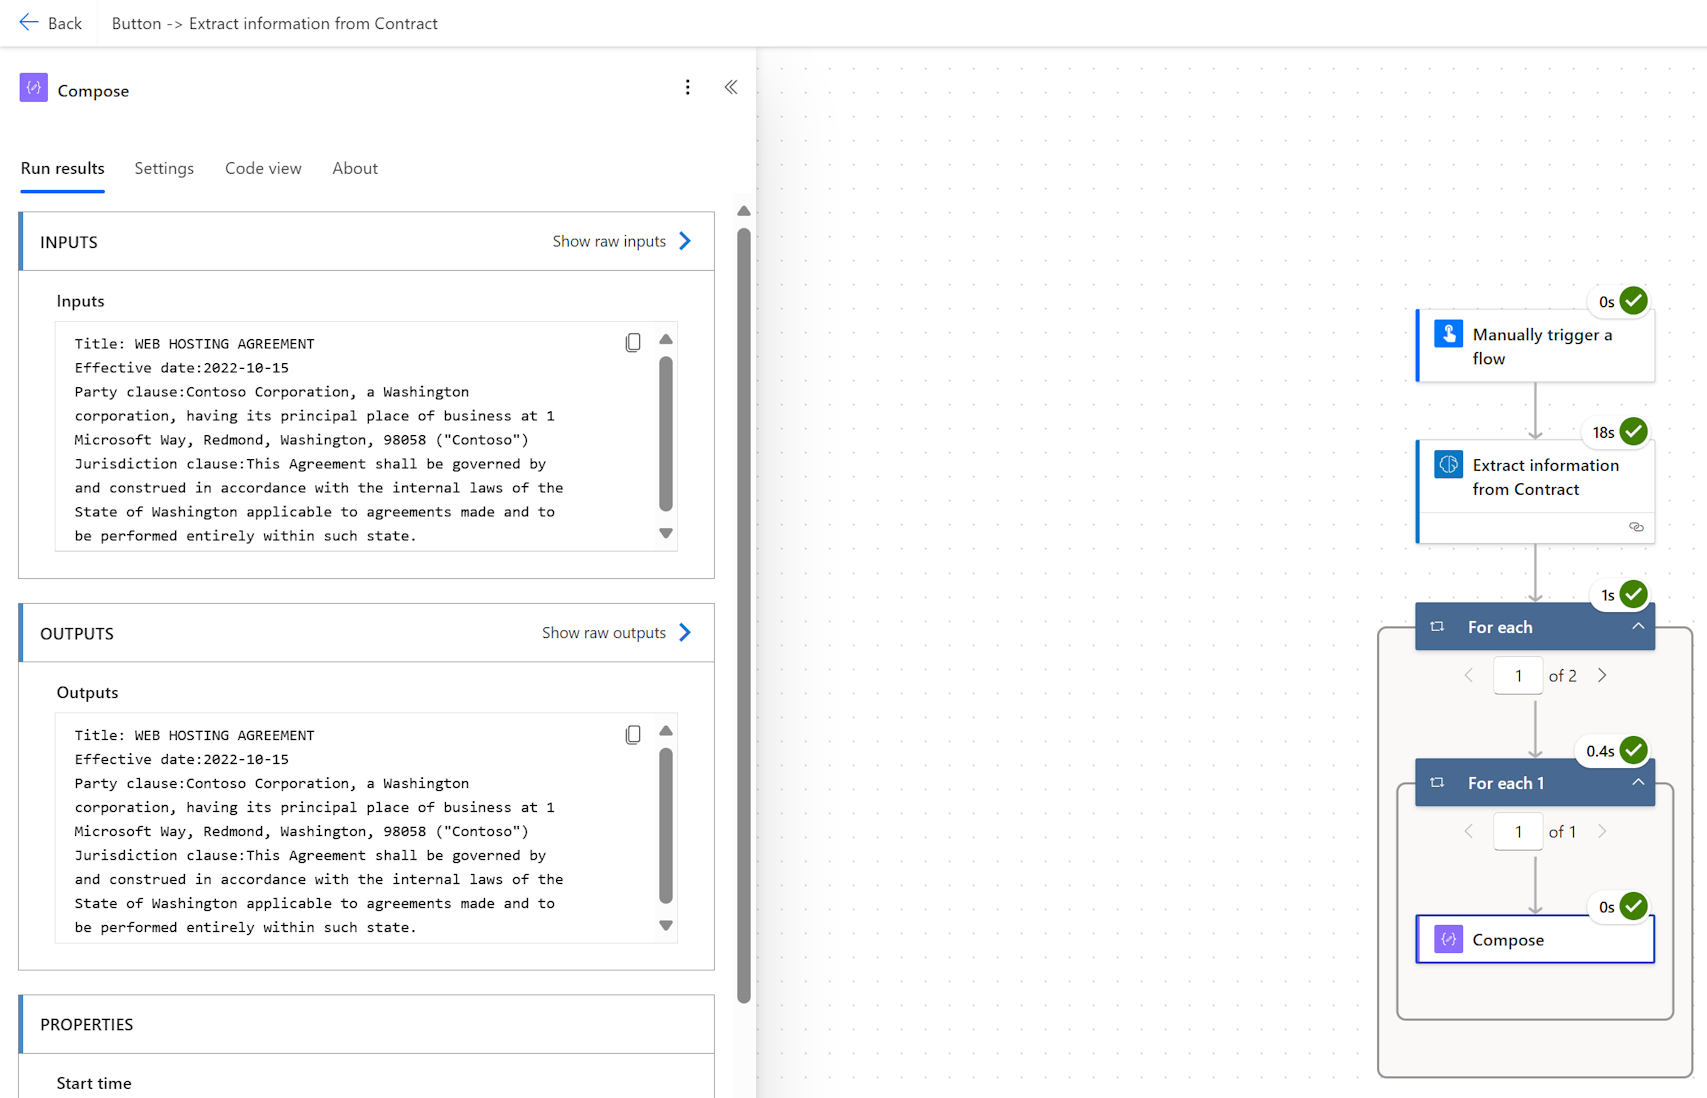 Back
Button -> Extract information from Contract
Compose
Run results
Settings
Code view
About
INPUTS
Show raw inputs
Inputs
Title: WEB HOSTING AGREEMENT
Effective date:2022-10-15
Party clause:Contoso Corporation, a Washington
corporation, having its principal place of business at 1
Microsoft Way, Redmond, Washington, 98058 ("Contoso")
Jurisdiction clause:This Agreement shall be governed by
and construed in accordance with the internal laws of the
State of Washington applicable to agreements made and to
be performed entirely within such state.
OUTPUTS
Show raw outputs
Outputs
Title: WEB HOSTING AGREEMENT
Effective date:2022-10-15
Party clause:Contoso Corporation, a Washington
corporation, having its principal place of business at 1
Microsoft Way, Redmond, Washington, 98058 ("Contoso")
Jurisdiction clause:This Agreement shall be governed by
and construed in accordance with the internal laws of the
State of Washington applicable to agreements made and to
be performed entirely within such state.
PROPERTIES
Start time
0s
Manually trigger a
flow
18s
Extract information
from Contract
1s
For each
1 of 2
0.4s
For each 1
1 of 1
0s
Compose